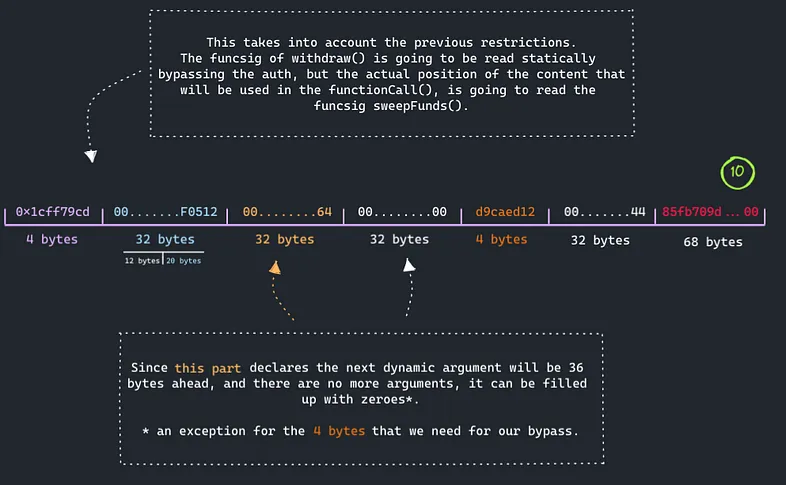 This takes into account the previous restrictions.
The funcsig of withdraw() is going to be read statically
bypassing the auth, but the actual position of the content that
will be used in the functionCall(), is going to read the
funcsig sweepFunds().
10
0x1cff79cd 00.......F0512 00........64 00.......00 d9caed12 00.......44 85fb709d...00
4 bytes 32 bytes 32 bytes 32 bytes 4 bytes 32 bytes 68 bytes
12 bytes 20 bytes
Since this part declares the next dynamic argument will be 36
bytes ahead, and there are no more arguments, it can be filled
up with zeroes*.
* an exception for the 4 bytes that we need for our bypass.